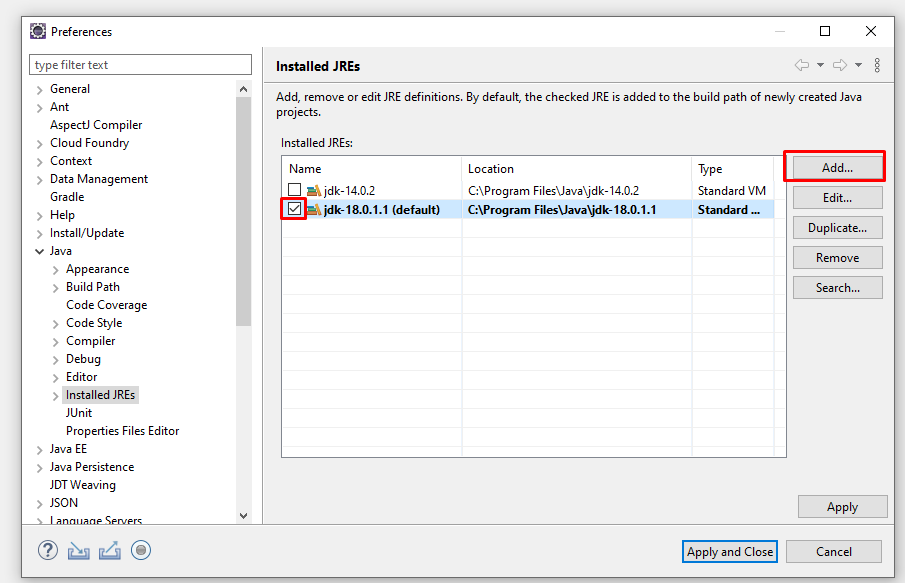 Preferences
type filter text
General
Ant
AspectJ Compiler
Cloud Foundry
Context
Data Management
Gradle
Help
Install/Update
Java
Appearance
Build Path
Code Coverage
Code Style
Compiler
Debug
Editor
Installed JREs
JUnit
Properties Files Editor
Java EE
Java Persistence
JDT Weaving
JSON
Language Servers
Installed JREs
Add, remove or edit JRE definitions. By default, the checked JRE is added to the build path of newly created Java
projects.
Installed JREs:
Name Location Type
jdk-14.0.2 C:\Program Files\Java\jdk-14.0.2 Standard VM
jdk-18.0.1.1 (default) C:\Program Files\Java\jdk-18.0.1.1 Standard ...
Add...
Edit...
Duplicate...
Remove
Search...
Apply
?
Apply and Close Cancel